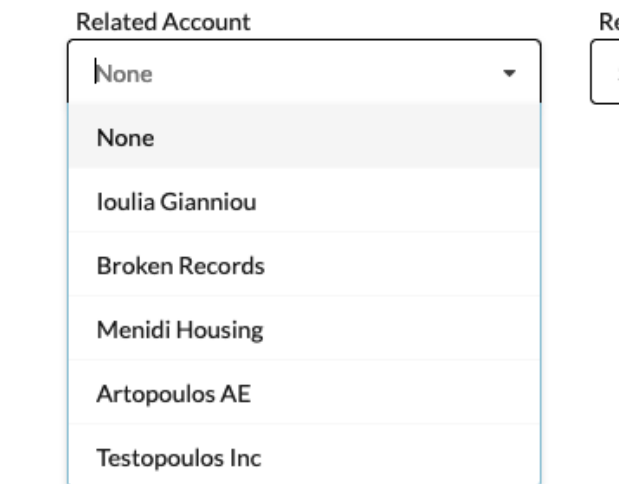 Related Account
None
None
Ioulia Gianniou
Broken Records
Menidi Housing
Artopoulos AE
Testopoulos Inc